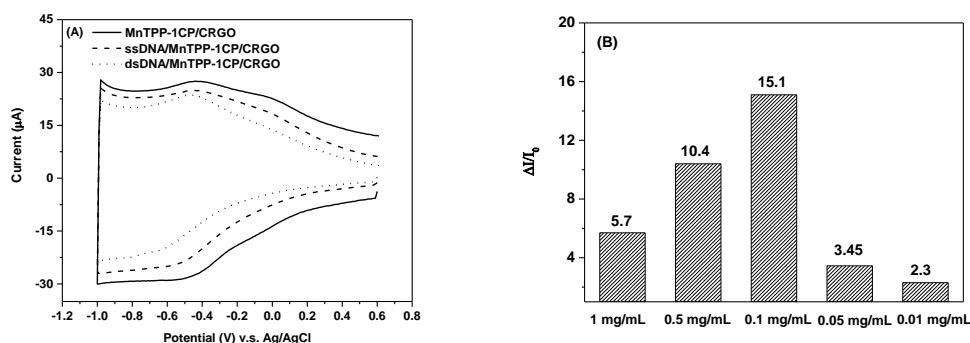 (A)
MnTPP-1CP/CRGO
ssDNA/MnTPP-1CP/CRGO
dsDNA/MnTPP-1CP/CRGO
45
30
15
0
-15
-30
Current (µA)
-1.2 -1.0 -0.8 -0.6 -0.4 -0.2 0.0 0.2 0.4 0.6 0.8
Potential (V) v.s. Ag/AgCl
(B)
20
16
12
8
4
ΔI/I0
5.7
10.4
15.1
3.45
2.3
1 mg/mL 0.5 mg/mL 0.1 mg/mL 0.05 mg/mL 0.01 mg/mL